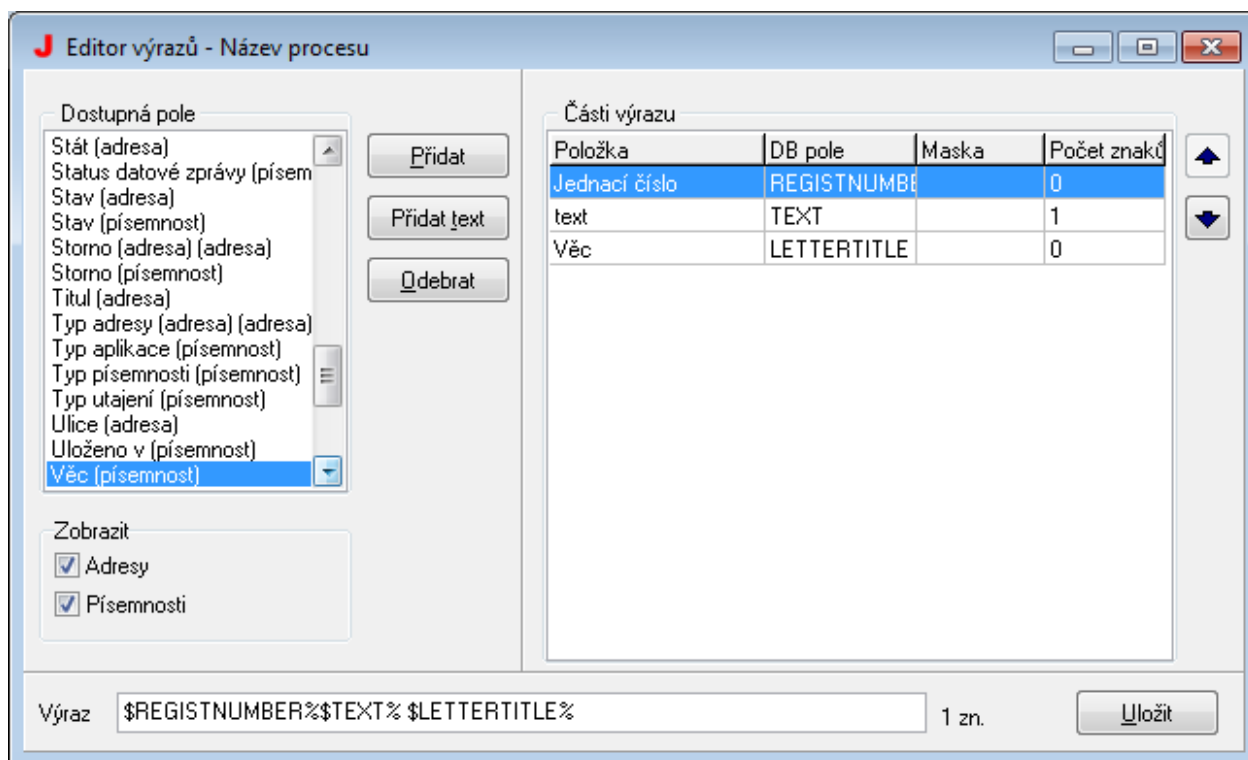 J Editor výrazů - Název procesu
Dostupná pole
Stát (adresa)
Status datové zprávy (písem
Stav (adresa)
Stav (písemnost)
Storno (adresa) (adresa)
Storno (písemnost)
Titul (adresa)
Typ adresy (adresa) (adresa)
Typ aplikace (písemnost)
Typ písemnosti (písemnost)
Typ utajení (písemnost)
Ulice (adresa)
Uloženo v (písemnost)
Věc (písemnost)
Přidat
Přidat text
Odebrat
Zobrazit
Adresy
Písemnosti
Části výrazu
Položka DB pole Maska Počet znaků
Jednací číslo REGISTNUMBE 0
text TEXT 1
Věc LETTERTITLE 0
Výraz $REGISTNUMBER%$TEXT% $LETTERTITLE% 1 zn. Uložit